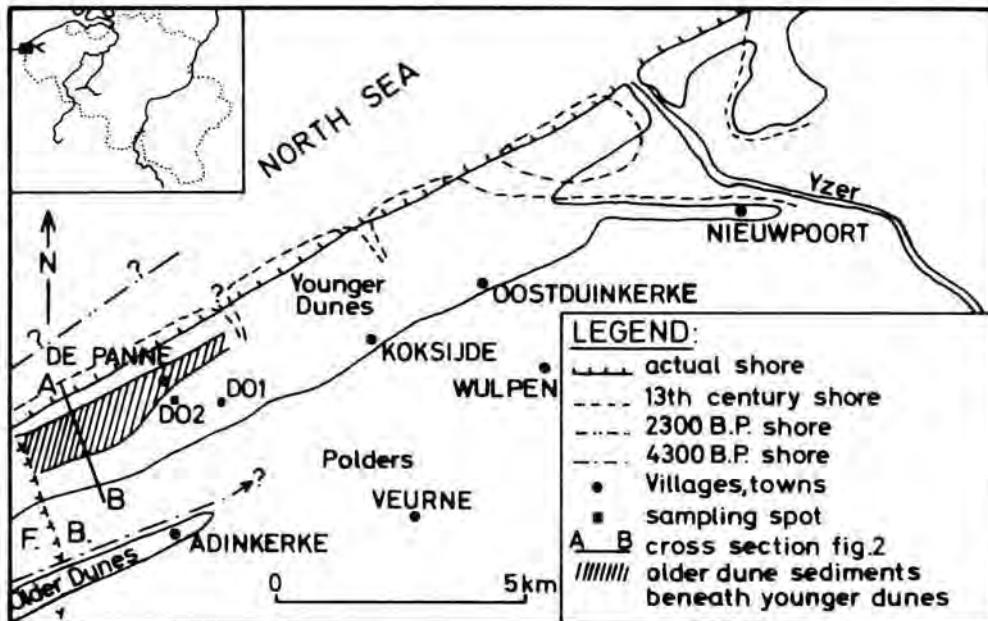 NORTH SEA
N
?
?
?
?
Yzer
NIEUWPOORT
Younger
Dunes
OOSTDUINKERKE
KOKSIJDE
WULPEN
DE PANNE
A
DO1
DO2
B
Polders
VEURNE
F. B.
ADINKERKE
Older Dunes
0 5km
LEGEND:
actual shore
13th century shore
2300 B.P. shore
4300 B.P. shore
Villages, towns
sampling spot
A B cross section fig.2
older dune sediments
beneath younger dunes